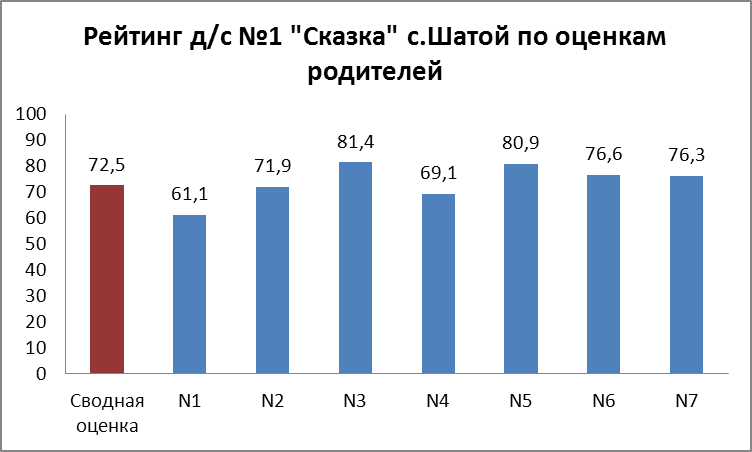 Рейтинг д/с №1 "Сказка" с.Шатой по оценкам
родителей
100
90
80
70
60
50
40
30
20
10
0
72,5
61,1
71,9
81,4
69,1
80,9
76,6
76,3
Сводная
оценка
N1
N2
N3
N4
N5
N6
N7